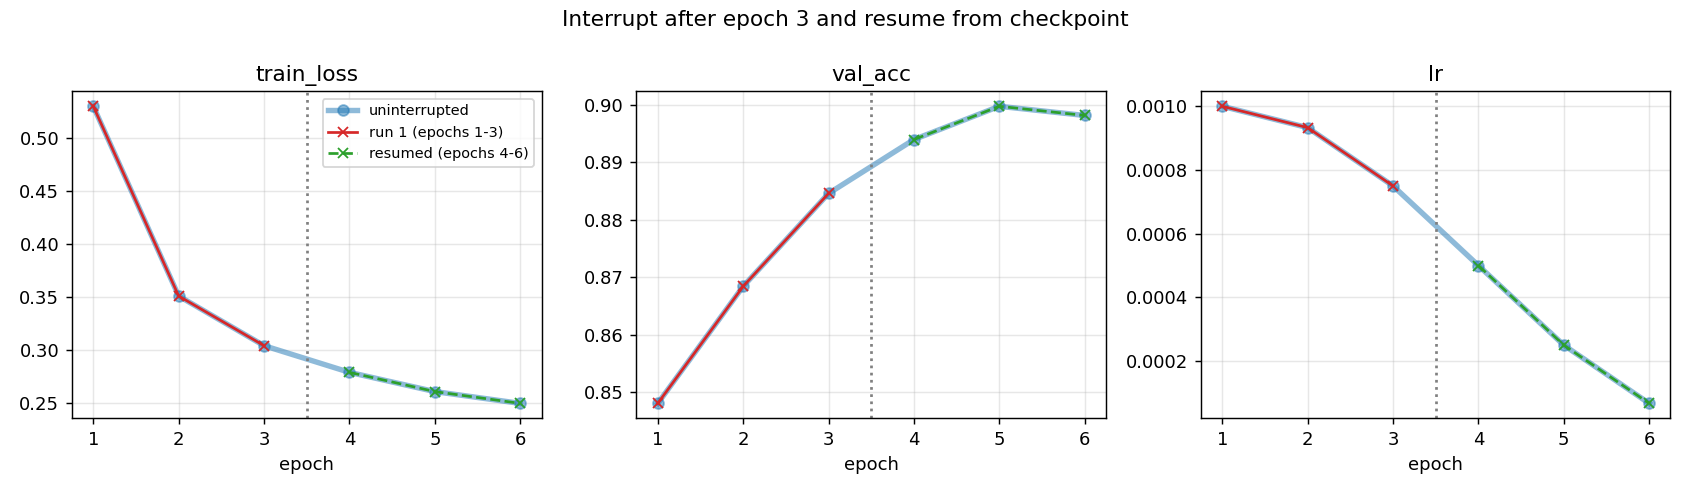 Interrupt after epoch 3 and resume from checkpoint
train_loss
0.50
0.45
0.40
0.35
0.30
0.25
1 2 3 4 5 6
epoch
uninterrupted
run 1 (epochs 1-3)
resumed (epochs 4-6)
val_acc
0.90
0.89
0.88
0.87
0.86
0.85
1 2 3 4 5 6
epoch
lr
0.0010
0.0008
0.0006
0.0004
0.0002
1 2 3 4 5 6
epoch